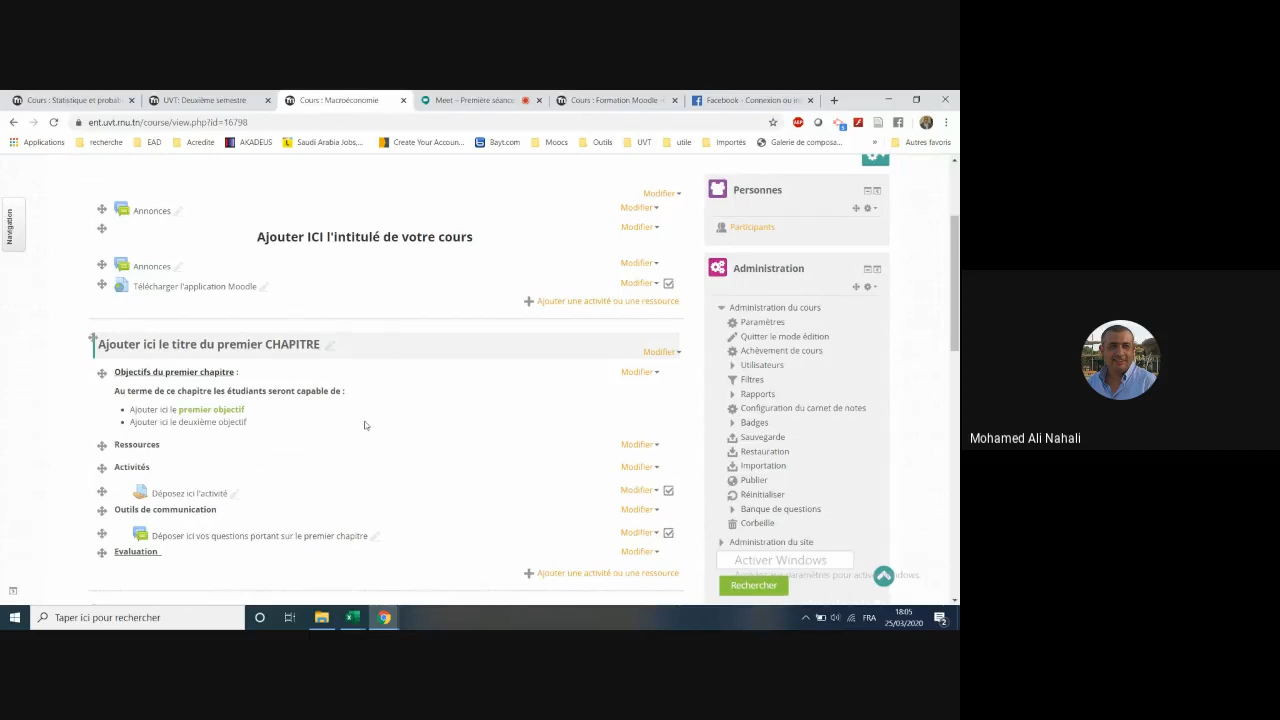 Cours : Statistique et probab
UVT: Deuxième semestre
Cours : Macroéconomie
Meet – Première séance
Cours : Formation Moodle
Facebook - Connexion ou in
ent.uvt.rnu.tn/course/view.php?id=16798
Applications
recherche
EAD
Acredite
AKADEUS
Saudi Arabia Jobs,...
Create Your Accoun...
Bayt.com
Moocs
Outils
UVT
utile
Importés
Galerie de composa...
»
Autres favoris
Navigation
Modifier
Annonces
Modifier
Modifier
Ajouter ICI l'intitulé de votre cours
Annonces
Modifier
Télécharger l'application Moodle
Modifier
Ajouter une activité ou une ressource
Ajouter ici le titre du premier CHAPITRE
Modifier
Objectifs du premier chapitre :
Modifier
Au terme de ce chapitre les étudiants seront capable de :
Ajouter ici le premier objectif
Ajouter ici le deuxième objectif
Ressources
Modifier
Activités
Modifier
Déposez ici l'activité
Modifier
Outils de communication
Modifier
Déposer ici vos questions portant sur le premier chapitre
Modifier
Evaluation
Modifier
Ajouter une activité ou une ressource
Personnes
Participants
Administration
Administration du cours
Paramètres
Quitter le mode édition
Achèvement de cours
Utilisateurs
Filtres
Rapports
Configuration du carnet de notes
Badges
Sauvegarde
Restauration
Importation
Publier
Réinitialiser
Banque de questions
Corbeille
Administration du site
Activer Windows
paramètres pour activer Windows.
Rechercher
Taper ici pour rechercher
FRA
18:05
25/03/2020
2
Mohamed Ali Nahali